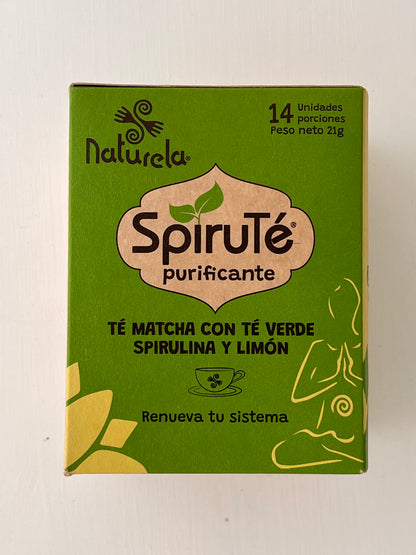 naturela®
14 Unidades
porciones
Peso neto 21g
SpiruTé®
purificante
TÉ MATCHA CON TÉ VERDE
SPIRULINA Y LIMÓN
Renueva tu sistema